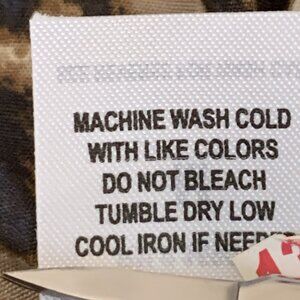 MACHINE WASH COLD
WITH LIKE COLORS
DO NOT BLEACH
TUMBLE DRY LOW
COOL IRON IF